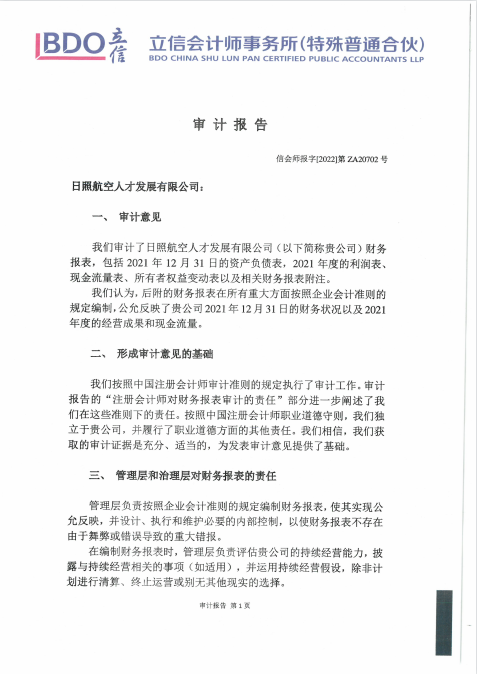 BDO 立信 立信会计师事务所(特殊普通合伙)
BDO CHINA SHU LUN PAN CERTIFIED PUBLIC ACCOUNTANTS LLP
审 计 报 告
信会师报字[2022]第 ZA20702 号
日照航空人才发展有限公司：
一、 审计意见
我们审计了日照航空人才发展有限公司（以下简称贵公司）财务
报表，包括 2021 年 12 月 31 日的资产负债表，2021 年度的利润表、
现金流量表、所有者权益变动表以及相关财务报表附注。
我们认为，后附的财务报表在所有重大方面按照企业会计准则的
规定编制，公允反映了贵公司 2021 年 12 月 31 日的财务状况以及 2021
年度的经营成果和现金流量。
二、 形成审计意见的基础
我们按照中国注册会计师审计准则的规定执行了审计工作。审计
报告的“注册会计师对财务报表审计的责任”部分进一步阐述了我
们在这些准则下的责任。按照中国注册会计师职业道德守则，我们独
立于贵公司，并履行了职业道德方面的其他责任。我们相信，我们获
取的审计证据是充分、适当的，为发表审计意见提供了基础。
三、 管理层和治理层对财务报表的责任
管理层负责按照企业会计准则的规定编制财务报表，使其实现公
允反映，并设计、执行和维护必要的内部控制，以使财务报表不存在
由于舞弊或错误导致的重大错报。
在编制财务报表时，管理层负责评估贵公司的持续经营能力，披
露与持续经营相关的事项（如适用），并运用持续经营假设，除非计
划进行清算、终止运营或别无其他现实的选择。
审计报告 第 1 页